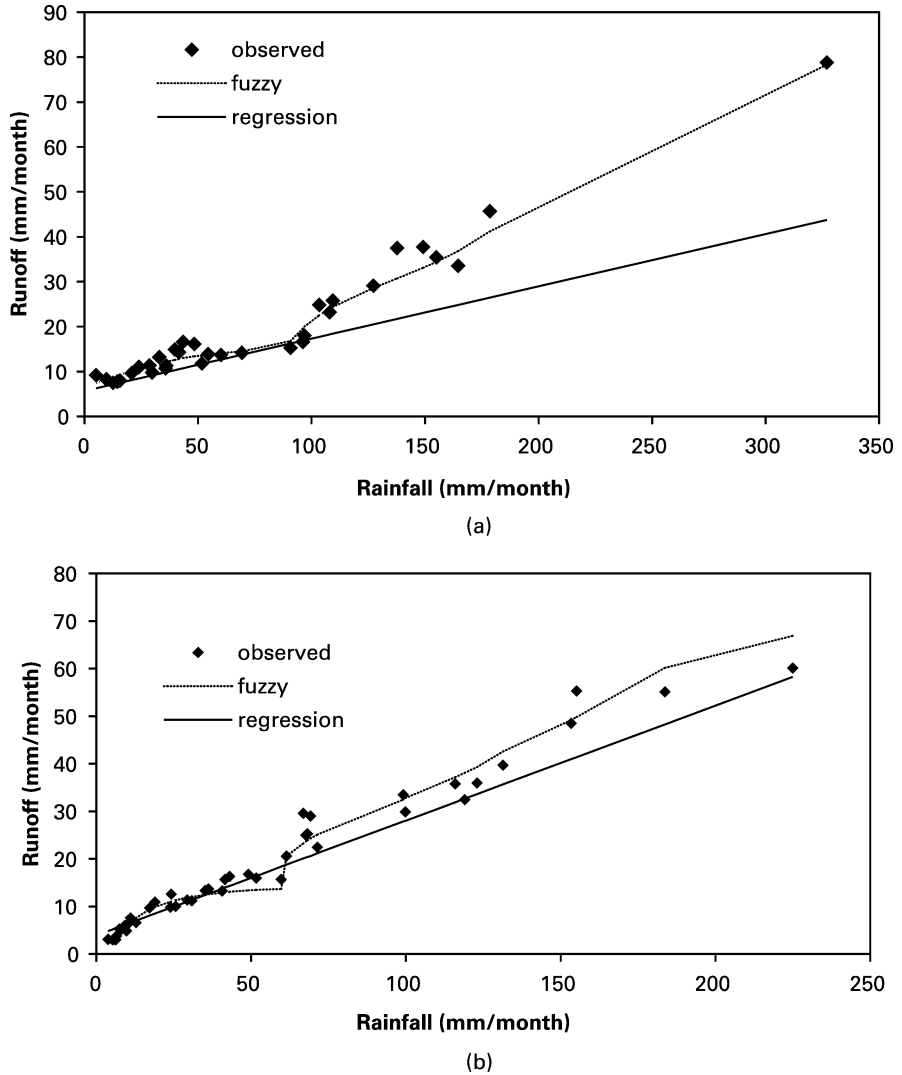 90
80
70
60
50
40
30
20
10
0
Runoff (mm/month)
observed
fuzzy
regression
0 50 100 150 200 250 300 350
Rainfall (mm/month)
(a)
80
70
60
50
40
30
20
10
0
Runoff (mm/month)
observed
fuzzy
regression
0 50 100 150 200 250
Rainfall (mm/month)
(b)